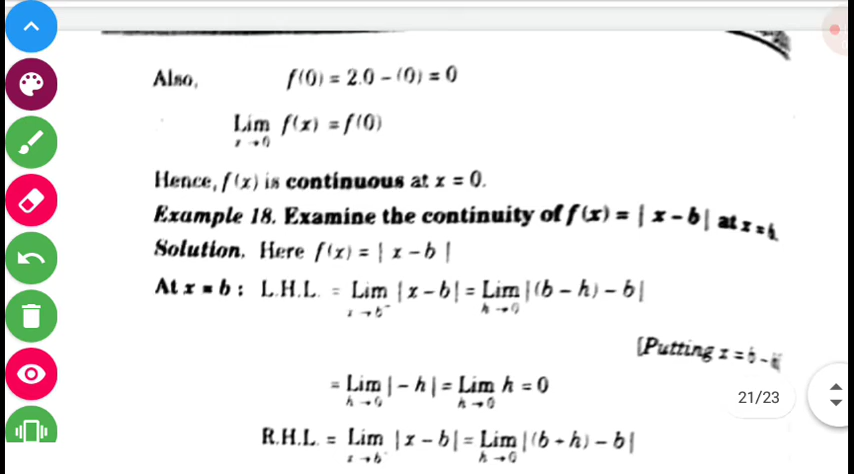 Also, f(0) = 2.0 – (0) = 0
Lim f(x) = f(0)
x → 0
Hence, f(x) is continuous at x = 0.
Example 18. Examine the continuity of f(x) = | x – b | at x = b.
Solution. Here f(x) = | x – b |
At x = b : L.H.L. = Lim | x – b | = Lim | (b – h) – b |
x → b⁻ h → 0
[Putting x = b – h]
= Lim | – h | = Lim h = 0
h → 0 h → 0
21/23
R.H.L. = Lim | x – b | = Lim | (b + h) – b |
x → b h → 0